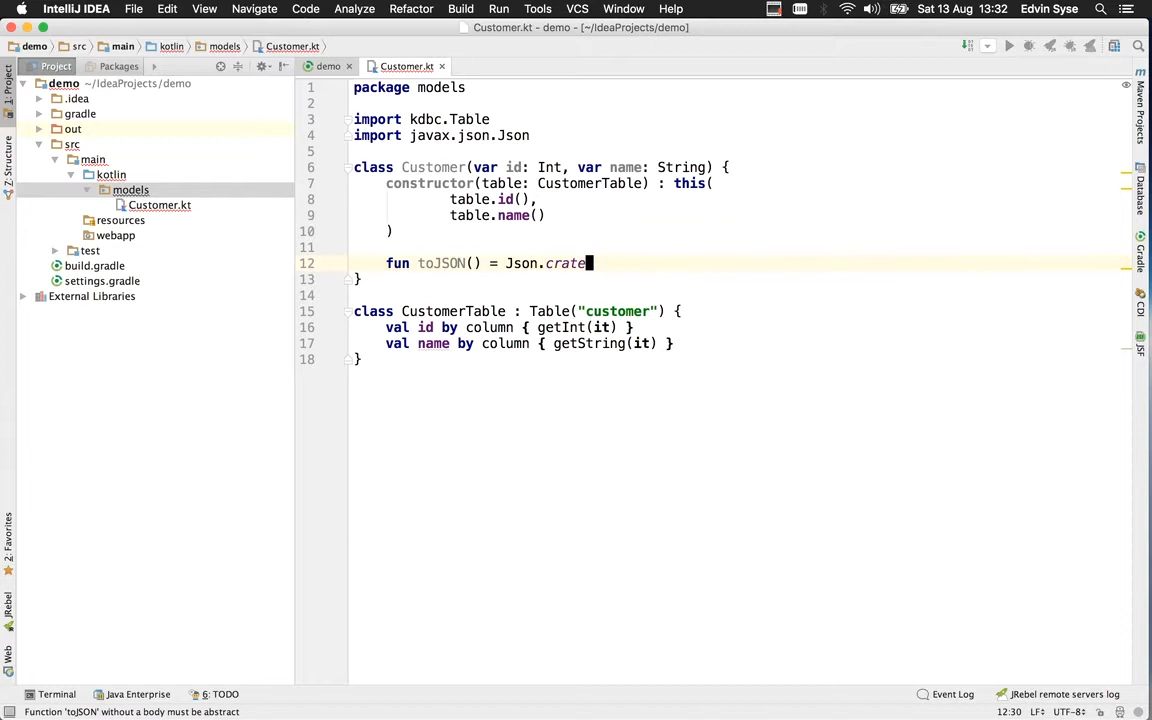 IntelliJ IDEA File Edit View Navigate Code Analyze Refactor Build Run Tools VCS Window Help Sat 13 Aug 13:32 Edvin Syse
Customer.kt - demo - [~/IdeaProjects/demo]
demo src main kotlin models Customer.kt
Project Packages demo Customer.kt
demo ~/IdeaProjects/demo
.idea
gradle
out
src
main
kotlin
models
Customer.kt
resources
webapp
test
build.gradle
settings.gradle
External Libraries
1: Project
7: Structure
2: Favorites
JRebel
Web
1 package models
2
3 import kdbc.Table
4 import javax.json.Json
5
6 class Customer(var id: Int, var name: String) {
7 constructor(table: CustomerTable) : this(
8 table.id(),
9 table.name()
10 )
11
12 fun toJSON() = Json.crate
13 }
14
15 class CustomerTable : Table("customer") {
16 val id by column { getInt(it) }
17 val name by column { getString(it) }
18 }
Maven Projects
Database
Gradle
CDI
JSF
Terminal Java Enterprise 6: TODO Event Log JRebel remote servers log
Function 'toJSON' without a body must be abstract 12:30 LF UTF-8